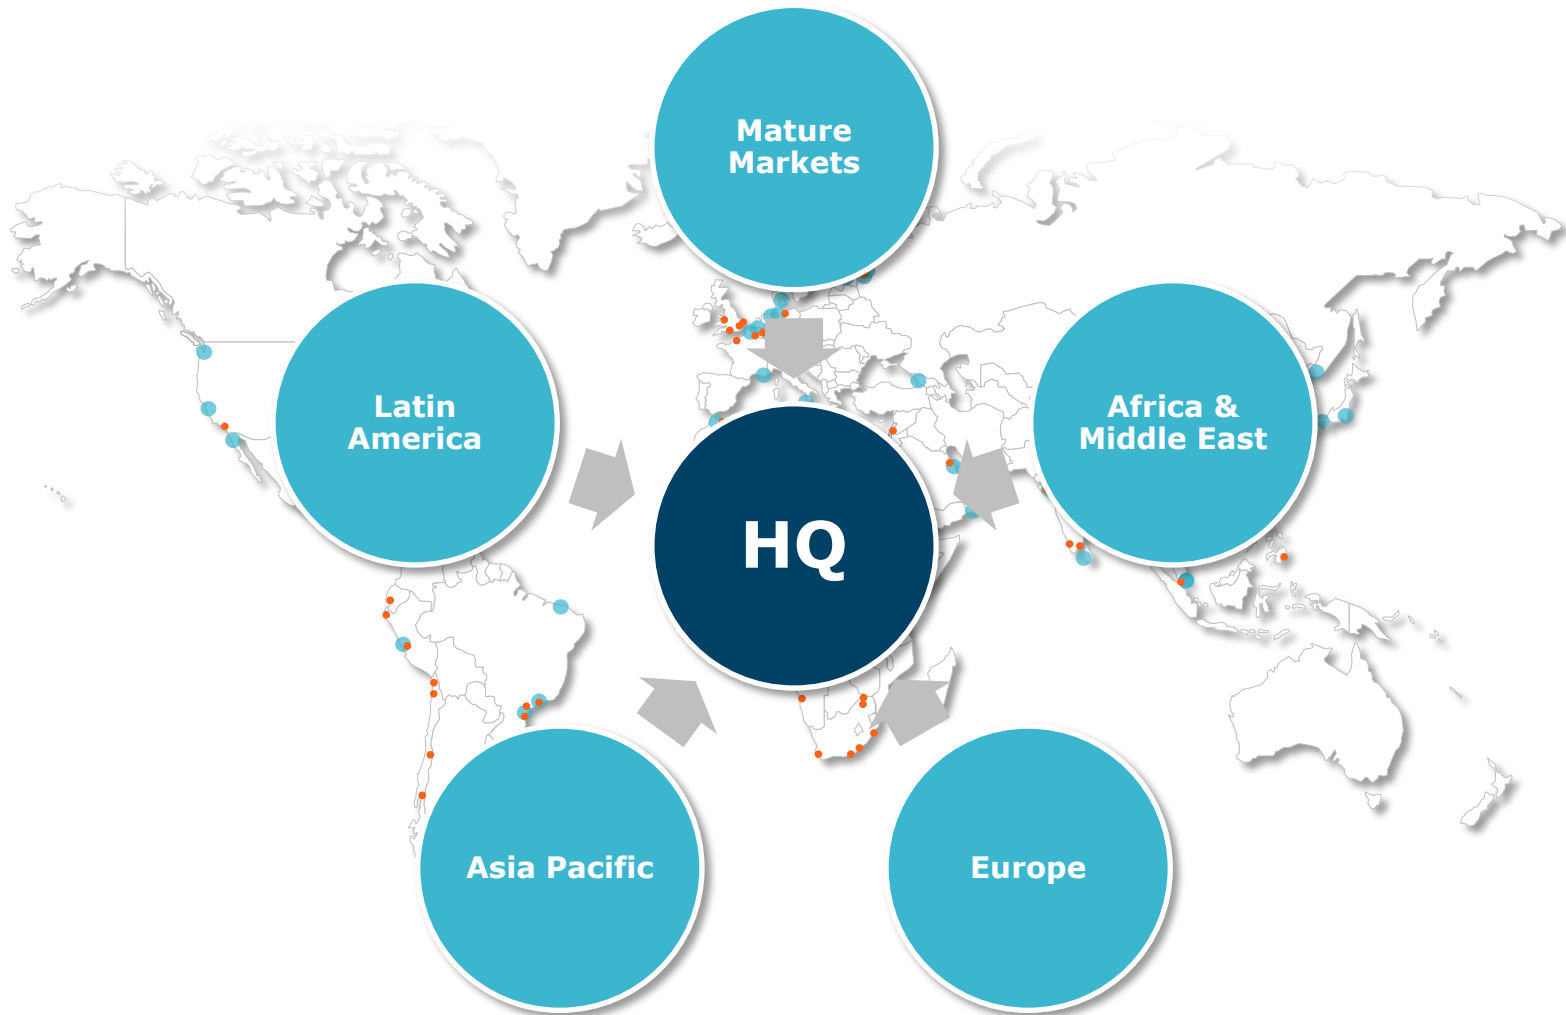 Mature
Markets
Latin
America
Africa &
Middle East
HQ
Asia Pacific
Europe